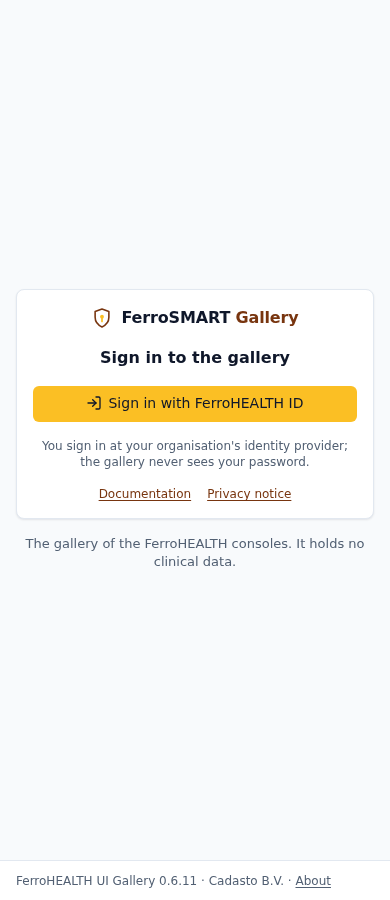 FerroSMART Gallery
Sign in to the gallery
Sign in with FerroHEALTH ID
You sign in at your organisation's identity provider;
the gallery never sees your password.
Documentation Privacy notice
The gallery of the FerroHEALTH consoles. It holds no
clinical data.
FerroHEALTH UI Gallery 0.6.11 · Cadasto B.V. · About